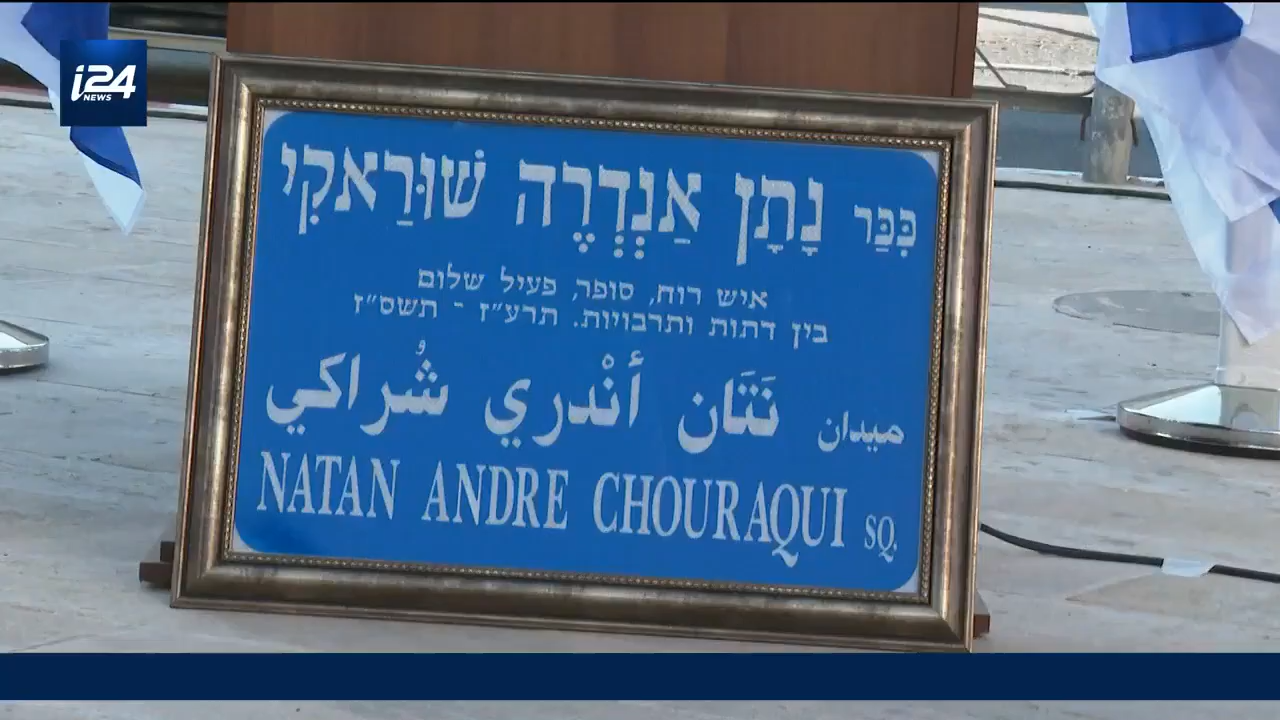 i24
NEWS
כִּכַּר נָתָן אַנְדְרֶה שׁוּרַאקִי
איש רוח, סופר, פעיל שלום
בין דתות ותרבויות. תרע״ז - תשס״ז
ميدان نَتَان أنْدري شُراكي
NATAN ANDRE CHOURAQUI SQ.